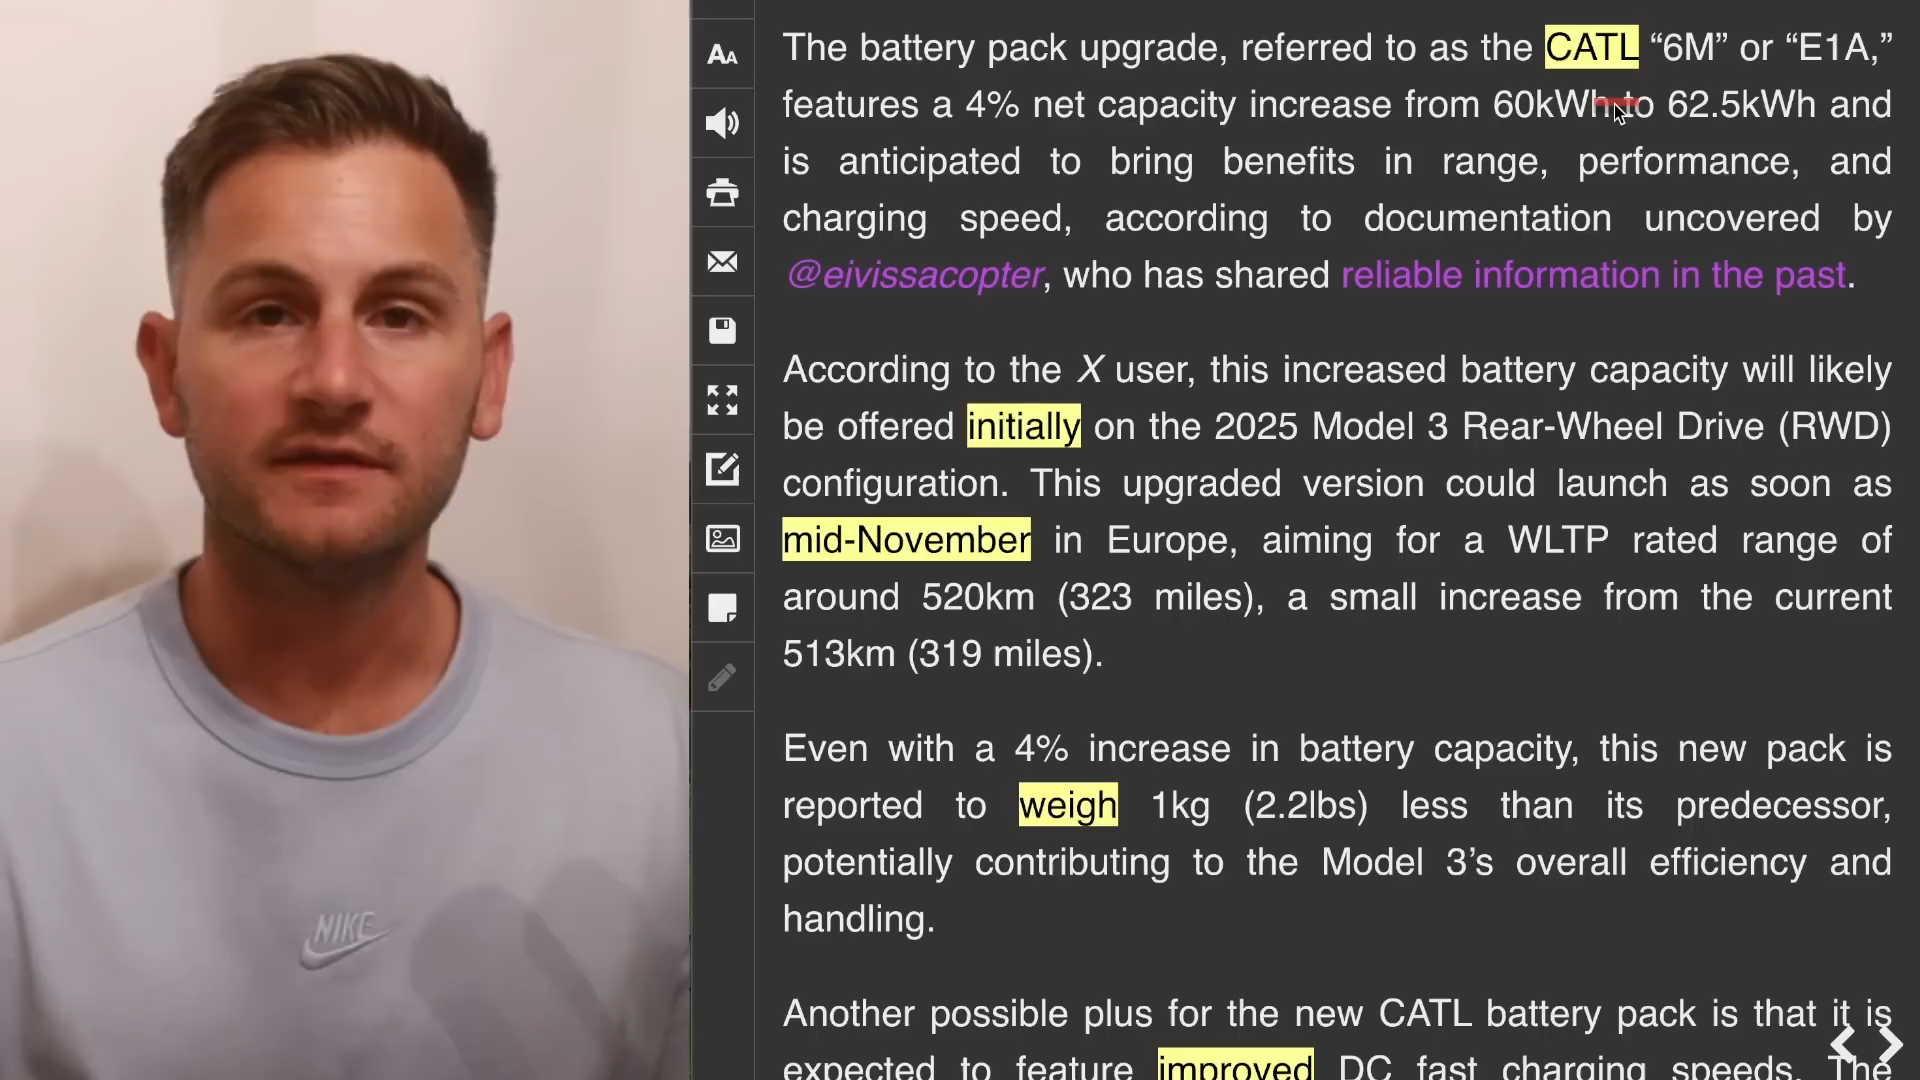 AA
The battery pack upgrade, referred to as the CATL “6M” or “E1A,”
features a 4% net capacity increase from 60kWh to 62.5kWh and
is anticipated to bring benefits in range, performance, and
charging speed, according to documentation uncovered by
@eivissacopter, who has shared reliable information in the past.
According to the X user, this increased battery capacity will likely
be offered initially on the 2025 Model 3 Rear-Wheel Drive (RWD)
configuration. This upgraded version could launch as soon as
mid-November in Europe, aiming for a WLTP rated range of
around 520km (323 miles), a small increase from the current
513km (319 miles).
Even with a 4% increase in battery capacity, this new pack is
reported to weigh 1kg (2.2lbs) less than its predecessor,
potentially contributing to the Model 3’s overall efficiency and
handling.
Another possible plus for the new CATL battery pack is that it is
expected to feature improved DC fast charging speeds. The
NIKE